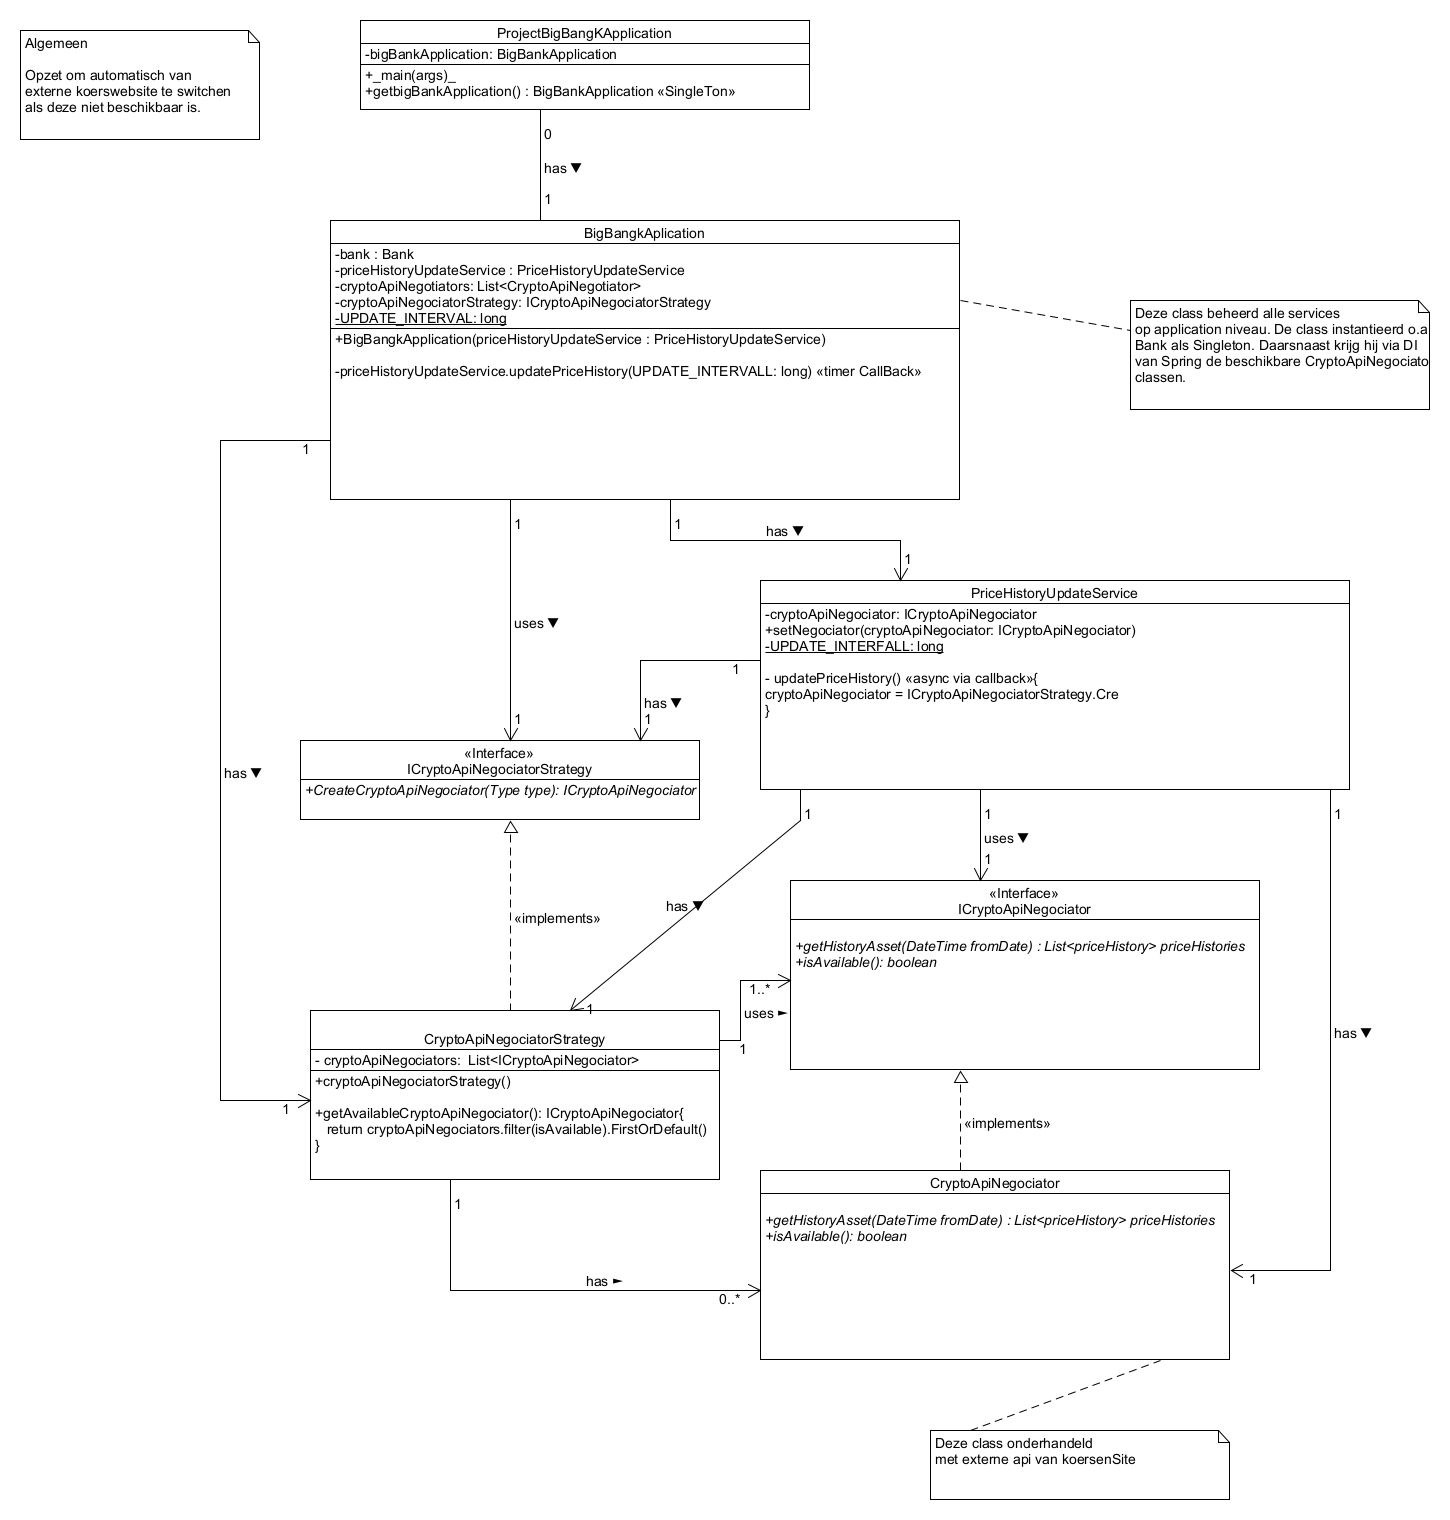 Algemeen
Opzet om automatisch van
externe koerswebsite te switchen
als deze niet beschikbaar is.
ProjectBigBangKApplication
-bigBankApplication: BigBankApplication
+_main(args)_
+getbigBankApplication() : BigBankApplication «SingleTon»
0
has ▼
1
BigBangkAplication
-bank : Bank
-priceHistoryUpdateService : PriceHistoryUpdateService
-cryptoApiNegotiators: List<CryptoApiNegotiator>
-cryptoApiNegociatorStrategy: ICryptoApiNegociatorStrategy
-UPDATE_INTERVAL: long
+BigBangkApplication(priceHistoryUpdateService : PriceHistoryUpdateService)
-priceHistoryUpdateService.updatePriceHistory(UPDATE_INTERVALL: long) «timer CallBack»
Deze class beheerd alle services
op application niveau. De class instantieerd o.a
Bank als Singleton. Daarsnaast krijg hij via DI
van Spring de beschikbare CryptoApiNegociato
classen.
1
1
1
has ▼
1
uses ▼
1
PriceHistoryUpdateService
-cryptoApiNegociator: ICryptoApiNegociator
+setNegociator(cryptoApiNegociator: ICryptoApiNegociator)
-UPDATE_INTERFALL: long
- updatePriceHistory() «async via callback»{
cryptoApiNegociator = ICryptoApiNegociatorStrategy.Cre
}
1
has ▼
1
has ▼
«Interface»
ICryptoApiNegociatorStrategy
+CreateCryptoApiNegociator(Type type): ICryptoApiNegociator
1
1
uses ▼
1
1
has ▼
1
«implements»
«Interface»
ICryptoApiNegociator
+getHistoryAsset(DateTime fromDate) : List<priceHistory> priceHistories
+isAvailable(): boolean
1..*
uses ►
1
has ▼
CryptoApiNegociatorStrategy
- cryptoApiNegociators:  List<ICryptoApiNegociator>
+cryptoApiNegociatorStrategy()
+getAvailableCryptoApiNegociator(): ICryptoApiNegociator{
return cryptoApiNegociators.filter(isAvailable).FirstOrDefault()
}
1
«implements»
CryptoApiNegociator
+getHistoryAsset(DateTime fromDate) : List<priceHistory> priceHistories
+isAvailable(): boolean
1
has ►
0..*
1
Deze class onderhandeld
met externe api van koersenSite